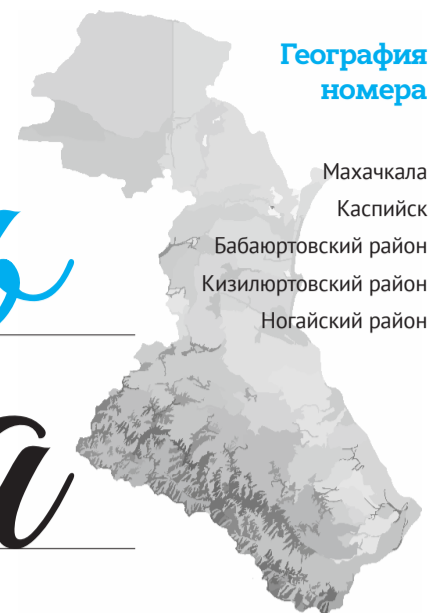 География
номера
Махачкала
Каспийск
Бабаюртовский район
Кизилюртовский район
Ногайский район
ь
а